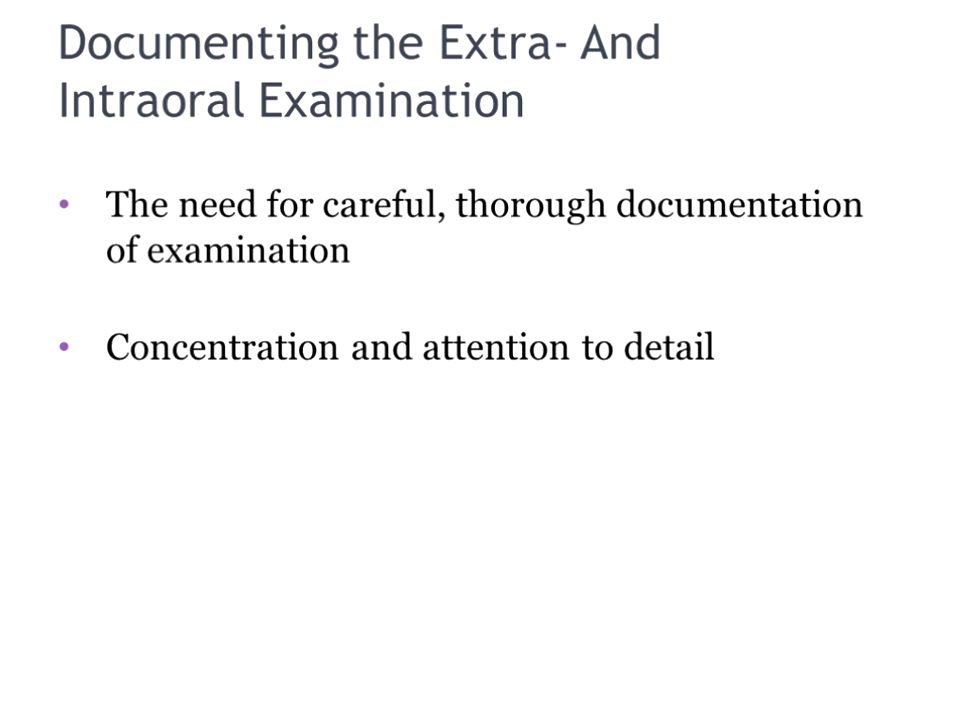 Documenting the Extra- And
Intraoral Examination
• The need for careful, thorough documentation
of examination
• Concentration and attention to detail